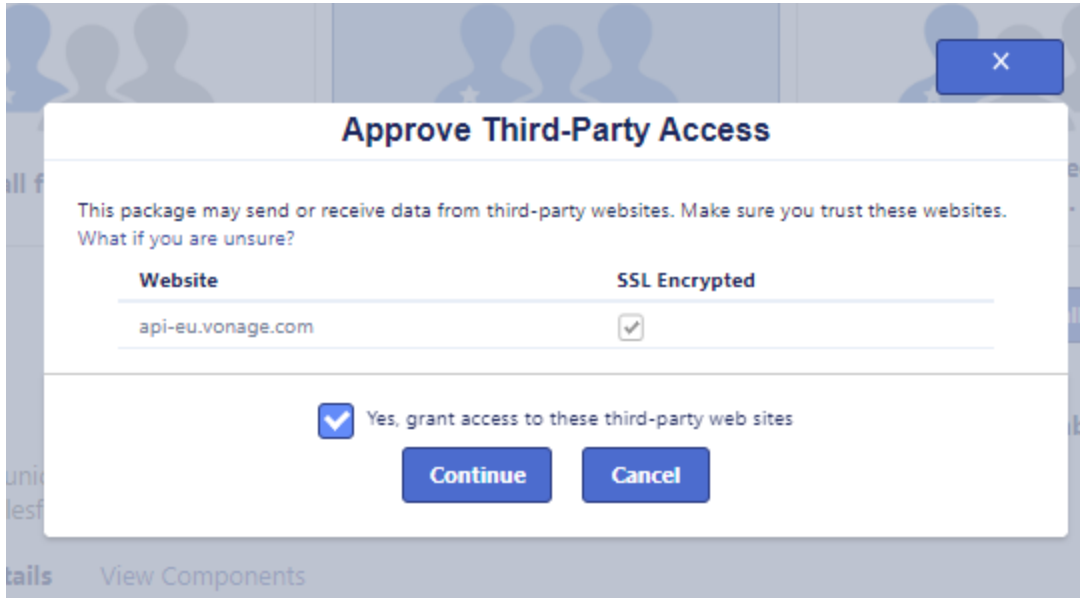 Approve Third-Party Access
This package may send or receive data from third-party websites. Make sure you trust these websites.
What if you are unsure?
Website SSL Encrypted
api-eu.vonage.com
Yes, grant access to these third-party web sites
Continue Cancel
View Components